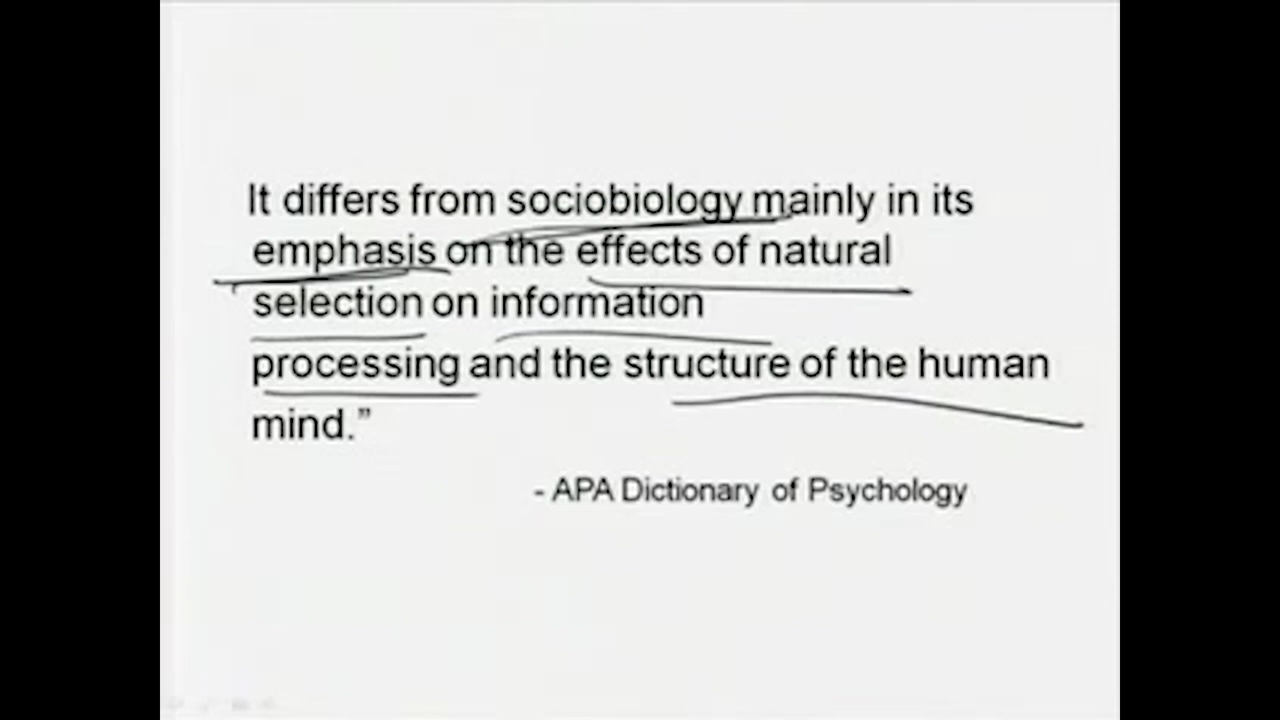 It differs from sociobiology mainly in its
emphasis on the effects of natural
selection on information
processing and the structure of the human
mind.”
- APA Dictionary of Psychology